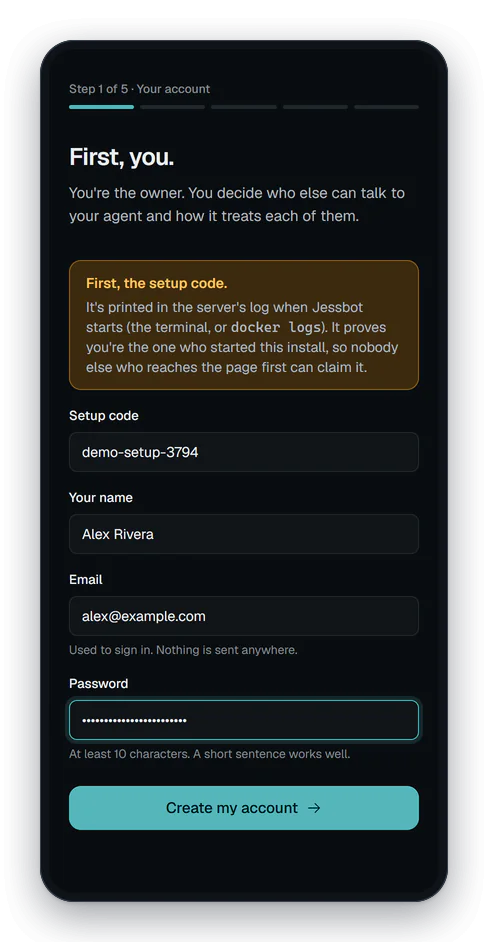 Step 1 of 5 · Your account
First, you.
You're the owner. You decide who else can talk to
your agent and how it treats each of them.
First, the setup code.
It's printed in the server's log when Jessbot
starts (the terminal, or docker logs). It proves
you're the one who started this install, so nobody
else who reaches the page first can claim it.
Setup code
demo-setup-3794
Your name
Alex Rivera
Email
alex@example.com
Used to sign in. Nothing is sent anywhere.
Password
••••••••••••••••••••••••
At least 10 characters. A short sentence works well.
Create my account →